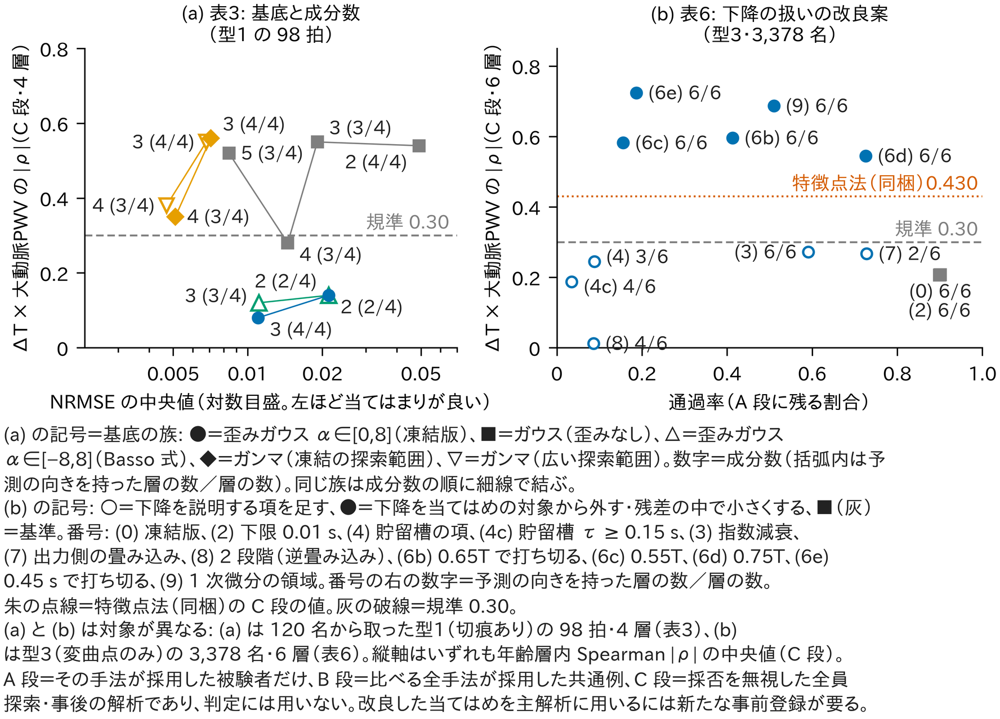 (a) 表3: 基底と成分数
（型1 の 98 拍）
ΔT × 大動脈PWV の |ρ|（C 段・4 層）
0.8
0.6
0.4
0.2
0
3 (4/4)
3 (4/4)
5 (3/4)
3 (3/4)
2 (4/4)
4 (3/4)
4 (3/4)
規準 0.30
4 (3/4)
2 (2/4)
3 (3/4)
2 (2/4)
3 (4/4)
0.005
0.01
0.02
0.05
NRMSE の中央値（対数目盛。左ほど当てはまりが良い）
(b) 表6: 下降の扱いの改良案
（型3・3,378 名）
ΔT × 大動脈PWV の |ρ|（C 段・6 層）
0.8
0.6
0.4
0.2
0
(6e) 6/6
(9) 6/6
(6c) 6/6
(6b) 6/6
(6d) 6/6
特徴点法（同梱）0.430
規準 0.30
(4) 3/6
(3) 6/6
(7) 2/6
(4c) 4/6
(0) 6/6
(2) 6/6
(8) 4/6
0
0.2
0.4
0.6
0.8
1.0
通過率（A 段に残る割合）
(a) の記号＝基底の族: ●＝歪みガウス α∈[0,8]（凍結版）、■＝ガウス（歪みなし）、△＝歪みガウス
α∈[−8,8]（Basso 式）、◆＝ガンマ（凍結の探索範囲）、▽＝ガンマ（広い探索範囲）。数字＝成分数（括弧内は予
測の向きを持った層の数／層の数）。同じ族は成分数の順に細線で結ぶ。
(b) の記号: ○＝下降を説明する項を足す、●＝下降を当てはめの対象から外す・残差の中で小さくする、■（灰）
＝基準。番号: (0) 凍結版、(2) 下限 0.01 s、(4) 貯留槽の項、(4c) 貯留槽 τ ≥ 0.15 s、(3) 指数減衰、
(7) 出力側の畳み込み、(8) 2 段階（逆畳み込み）、(6b) 0.65T で打ち切る、(6c) 0.55T、(6d) 0.75T、(6e)
0.45 s で打ち切る、(9) 1 次微分の領域。番号の右の数字＝予測の向きを持った層の数／層の数。
朱の点線＝特徴点法（同梱）の C 段の値。灰の破線＝規準 0.30。
(a) と (b) は対象が異なる: (a) は 120 名から取った型1（切痕あり）の 98 拍・4 層（表3）、(b)
は型3（変曲点のみ）の 3,378 名・6 層（表6）。縦軸はいずれも年齢層内 Spearman |ρ| の中央値（C 段）。
A 段＝その手法が採用した被験者だけ、B 段＝比べる全手法が採用した共通例、C 段＝採否を無視した全員
探索・事後の解析であり、判定には用いない。改良した当てはめを主解析に用いるには新たな事前登録が要る。